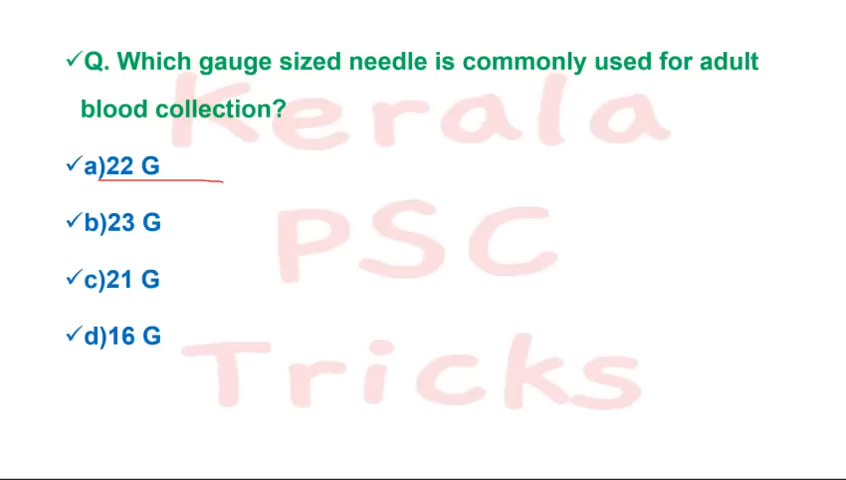 ✓Q. Which gauge sized needle is commonly used for adult
blood collection?
✓a)22 G
✓b)23 G
✓c)21 G
✓d)16 G
Kerala
PSC
Tricks